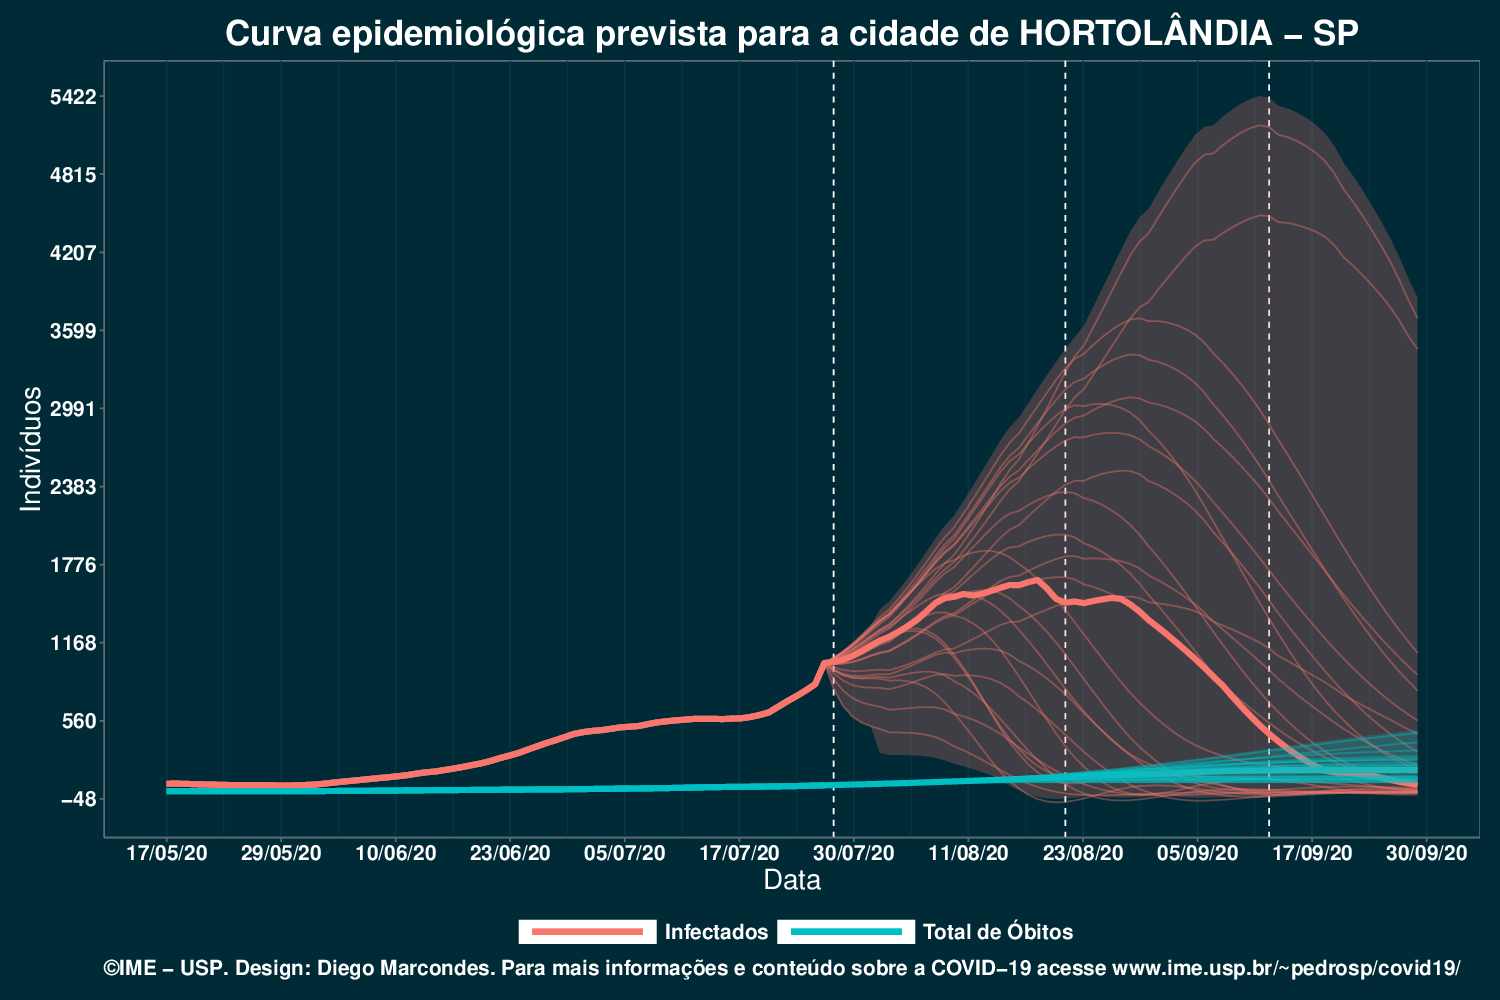 Curva epidemiológica prevista para a cidade de HORTOLÂNDIA – SP
5422
4815
4207
3599
2991
2383
1776
1168
560
−48
Indivíduos
17/05/20 29/05/20 10/06/20 23/06/20 05/07/20 17/07/20 30/07/20 11/08/20 23/08/20 05/09/20 17/09/20 30/09/20
Data
Infectados Total de Óbitos
©IME – USP. Design: Diego Marcondes. Para mais informações e conteúdo sobre a COVID−19 acesse www.ime.usp.br/~pedrosp/covid19/